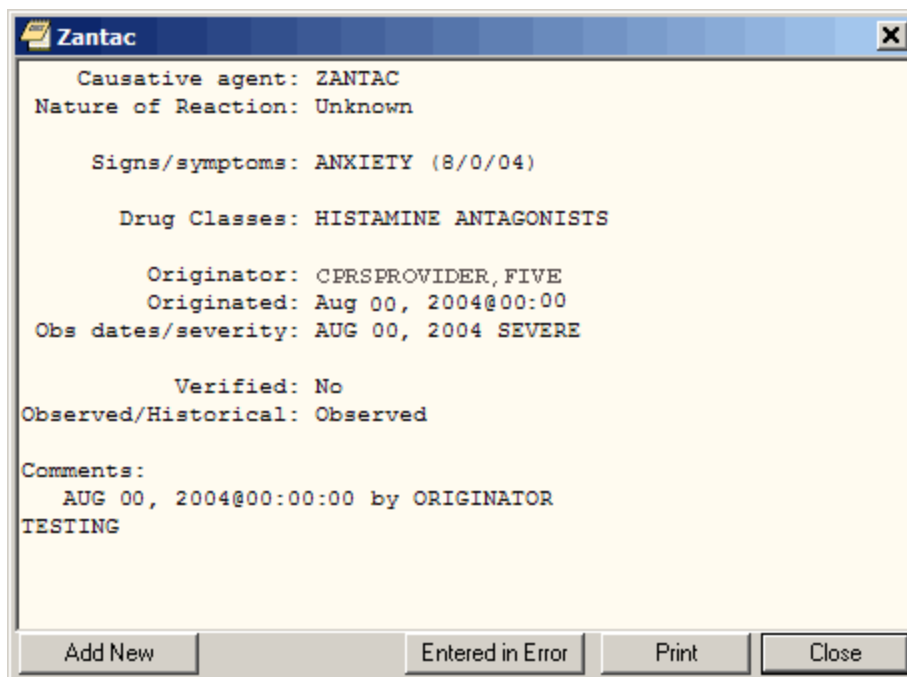 Zantac
Causative agent: ZANTAC
Nature of Reaction: Unknown
Signs/symptoms: ANXIETY (8/0/04)
Drug Classes: HISTAMINE ANTAGONISTS
Originator: CPRSPROVIDER,FIVE
Originated: Aug 00, 2004@00:00
Obs dates/severity: AUG 00, 2004 SEVERE
Verified: No
Observed/Historical: Observed
Comments:
AUG 00, 2004@00:00:00 by ORIGINATOR
TESTING
Add New Entered in Error Print Close